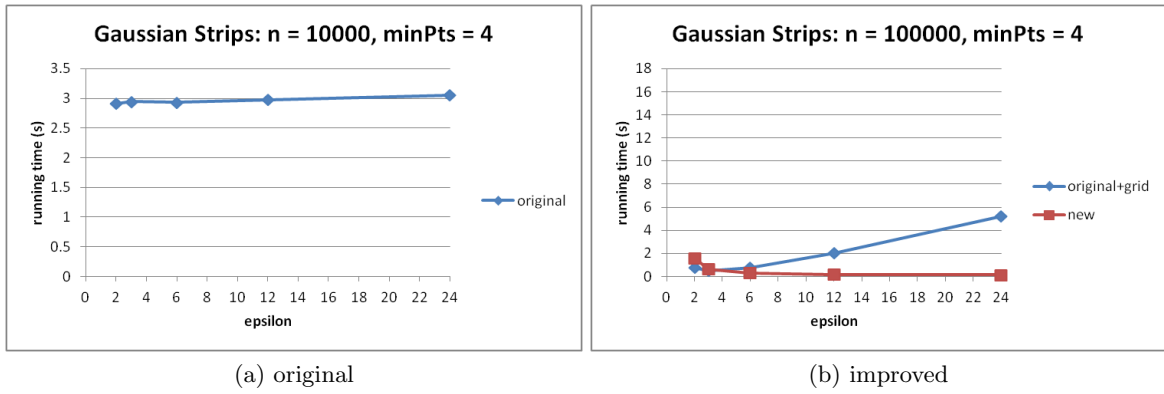 Gaussian Strips: n = 10000, minPts = 4
3.5
3
2.5
2
1.5
1
0.5
0
running time (s)
0 2 4 6 8 10 12 14 16 18 20 22 24
epsilon
original
(a) original
Gaussian Strips: n = 100000, minPts = 4
18
16
14
12
10
8
6
4
2
0
running time (s)
0 2 4 6 8 10 12 14 16 18 20 22 24
epsilon
original+grid
new
(b) improved